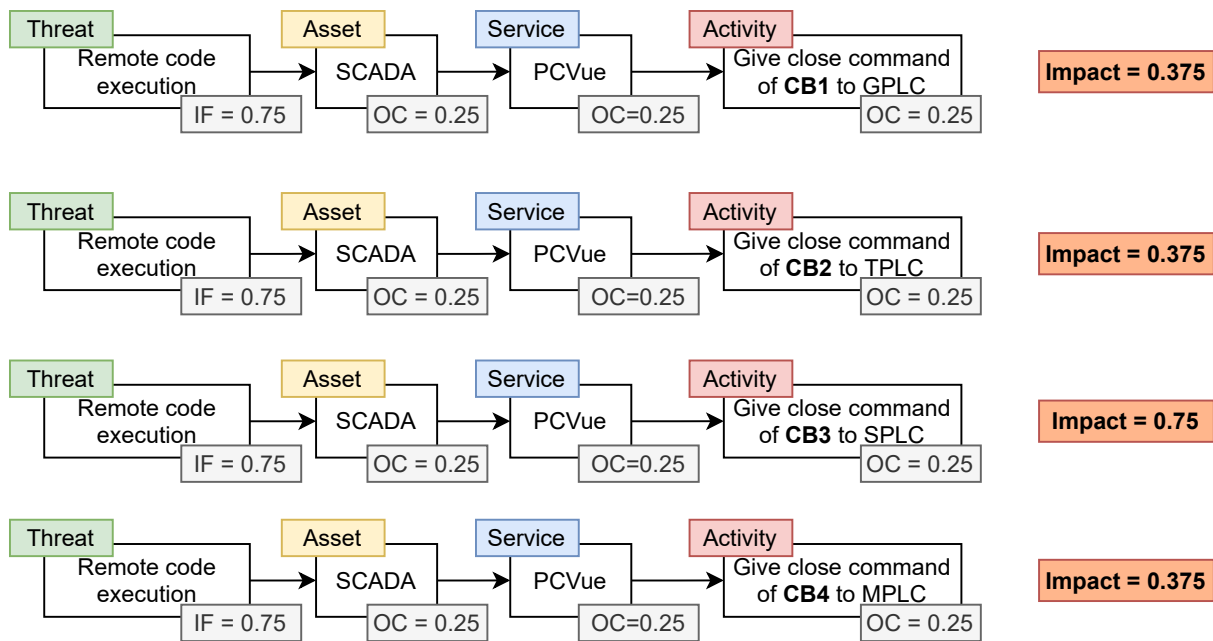 Threat
Remote code
execution
IF = 0.75
Asset
SCADA
OC = 0.25
Service
PCVue
OC=0.25
Activity
Give close command
of CB1 to GPLC
OC = 0.25
Impact = 0.375
Threat
Remote code
execution
IF = 0.75
Asset
SCADA
OC = 0.25
Service
PCVue
OC=0.25
Activity
Give close command
of CB2 to TPLC
OC = 0.25
Impact = 0.375
Threat
Remote code
execution
IF = 0.75
Asset
SCADA
OC = 0.25
Service
PCVue
OC=0.25
Activity
Give close command
of CB3 to SPLC
OC = 0.25
Impact = 0.75
Threat
Remote code
execution
IF = 0.75
Asset
SCADA
OC = 0.25
Service
PCVue
OC=0.25
Activity
Give close command
of CB4 to MPLC
OC = 0.25
Impact = 0.375